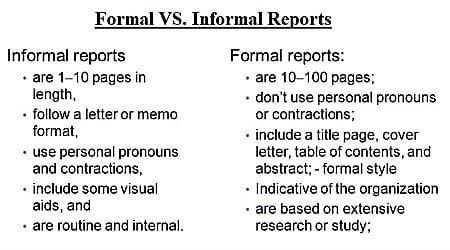 Formal VS. Informal Reports
Informal reports
• are 1–10 pages in
length,
• follow a letter or memo
format,
• use personal pronouns
and contractions,
• include some visual
aids, and
• are routine and internal.
Formal reports:
• are 10–100 pages;
• don't use personal pronouns
or contractions;
• include a title page, cover
letter, table of contents, and
abstract; - formal style
• Indicative of the organization
• are based on extensive
research or study;